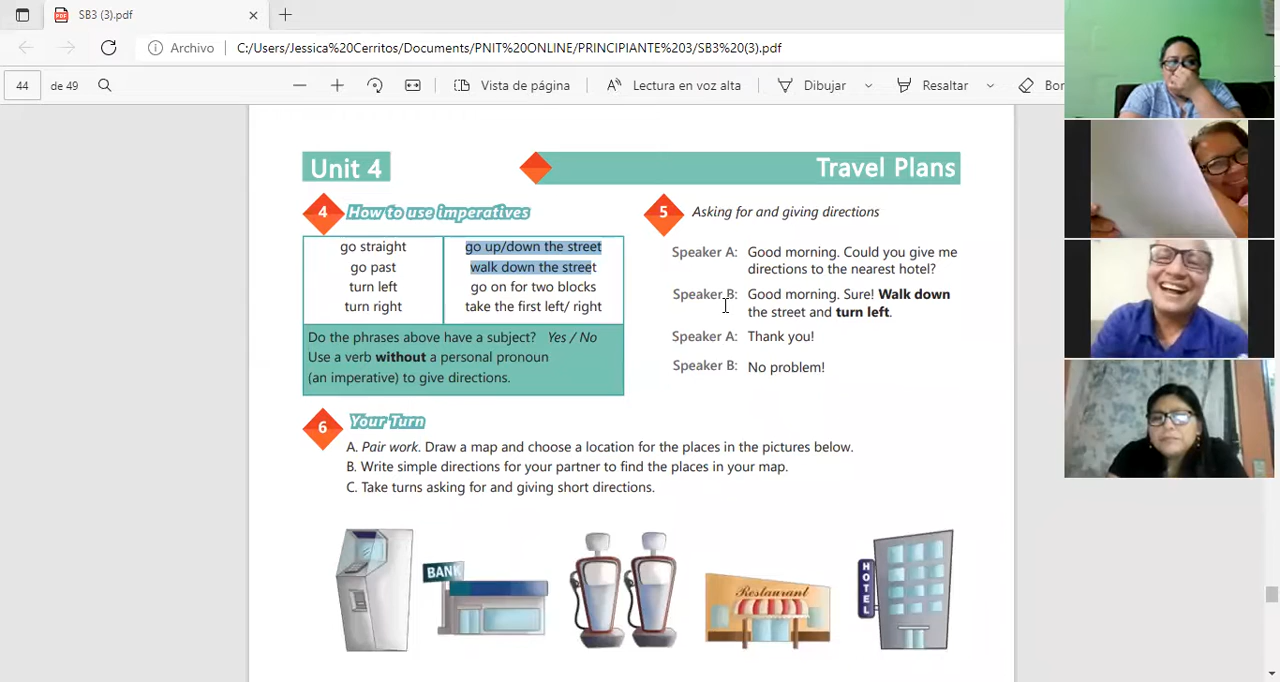 SB3 (3).pdf
Archivo
C:/Users/Jessica%20Cerritos/Documents/PNIT%20ONLINE/PRINCIPIANTE%203/SB3%20(3).pdf
44 de 49
Vista de página
Lectura en voz alta
Dibujar
Resaltar
Bor
Unit 4
Travel Plans
4 How to use imperatives
go straight
go past
turn left
turn right
go up/down the street
walk down the street
go on for two blocks
take the first left/ right
Do the phrases above have a subject? Yes / No
Use a verb without a personal pronoun
(an imperative) to give directions.
5 Asking for and giving directions
Speaker A: Good morning. Could you give me
directions to the nearest hotel?
Speaker B: Good morning. Sure! Walk down
the street and turn left.
Speaker A: Thank you!
Speaker B: No problem!
6 Your Turn
A. Pair work. Draw a map and choose a location for the places in the pictures below.
B. Write simple directions for your partner to find the places in your map.
C. Take turns asking for and giving short directions.
BANK
Restaurant
HOTEL